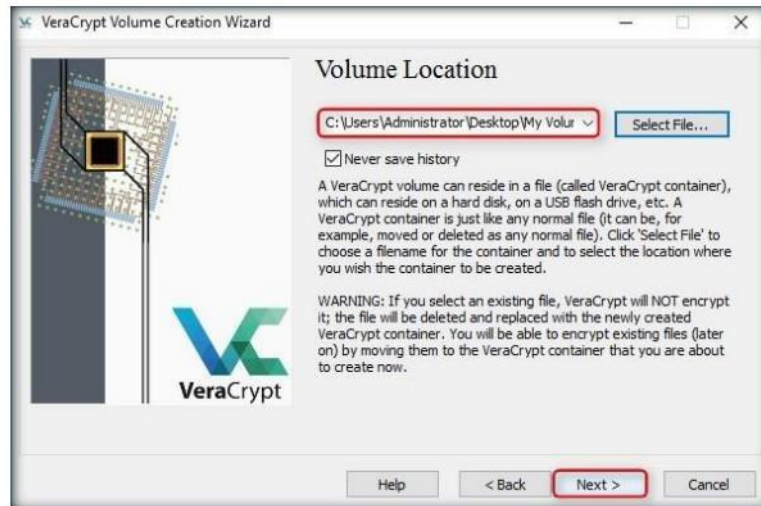 VeraCrypt Volume Creation Wizard
Volume Location
C:\Users\Administrator\Desktop\My Volur
Select File...
Never save history
A VeraCrypt volume can reside in a file (called VeraCrypt container),
which can reside on a hard disk, on a USB flash drive, etc. A
VeraCrypt container is just like any normal file (it can be, for
example, moved or deleted as any normal file). Click 'Select File' to
choose a filename for the container and to select the location where
you wish the container to be created.
WARNING: If you select an existing file, VeraCrypt will NOT encrypt
it; the file will be deleted and replaced with the newly created
VeraCrypt container. You will be able to encrypt existing files (later
on) by moving them to the VeraCrypt container that you are about
to create now.
VeraCrypt
Help
< Back
Next >
Cancel